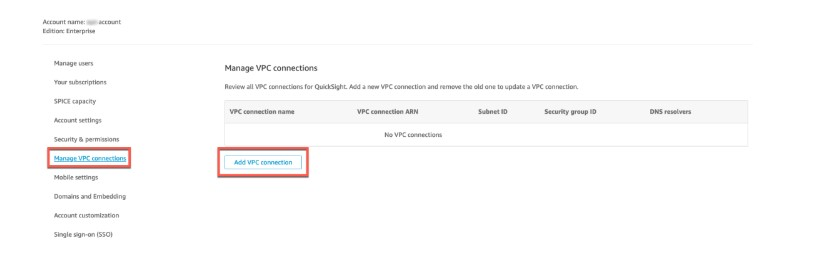 Account name: account
Edition: Enterprise
Manage users
Your subscriptions
SPICE capacity
Account settings
Security & permissions
Manage VPC connections
Mobile settings
Domains and Embedding
Account customization
Single sign-on (SSO)
Manage VPC connections
Review all VPC connections for QuickSight. Add a new VPC connection and remove the old one to update a VPC connection.
VPC connection name VPC connection ARN Subnet ID Security group ID DNS resolvers
No VPC connections
Add VPC connection